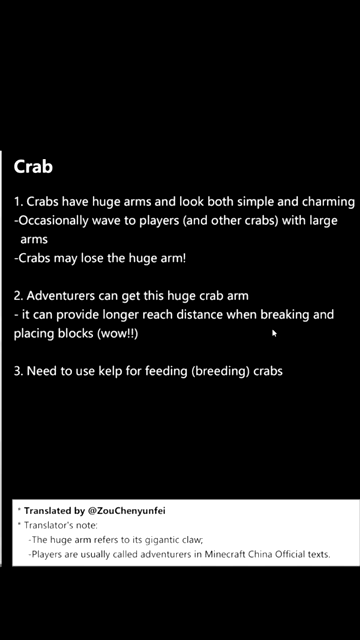 Crab
1. Crabs have huge arms and look both simple and charming
-Occasionally wave to players (and other crabs) with large
arms
-Crabs may lose the huge arm!
2. Adventurers can get this huge crab arm
- it can provide longer reach distance when breaking and
placing blocks (wow!!)
3. Need to use kelp for feeding (breeding) crabs
* Translated by @ZouChenyunfei
* Translator's note:
-The huge arm refers to its gigantic claw;
-Players are usually called adventurers in Minecraft China Official texts.